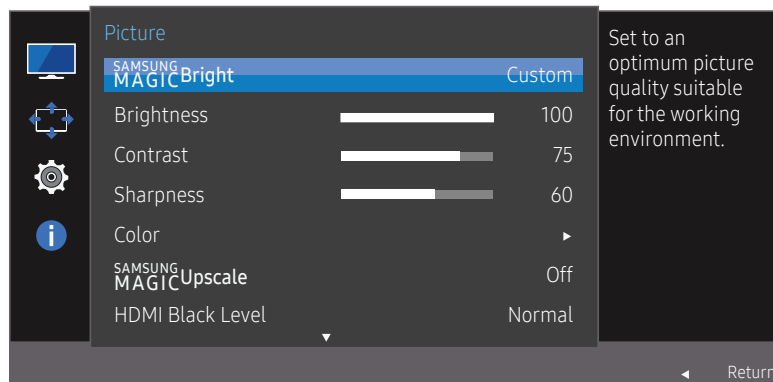 Picture
SAMSUNG
MAGICBright Custom
Brightness 100
Contrast 75
Sharpness 60
Color
SAMSUNG
MAGICUpscale Off
HDMI Black Level Normal
Set to an
optimum picture
quality suitable
for the working
environment.
i
Return